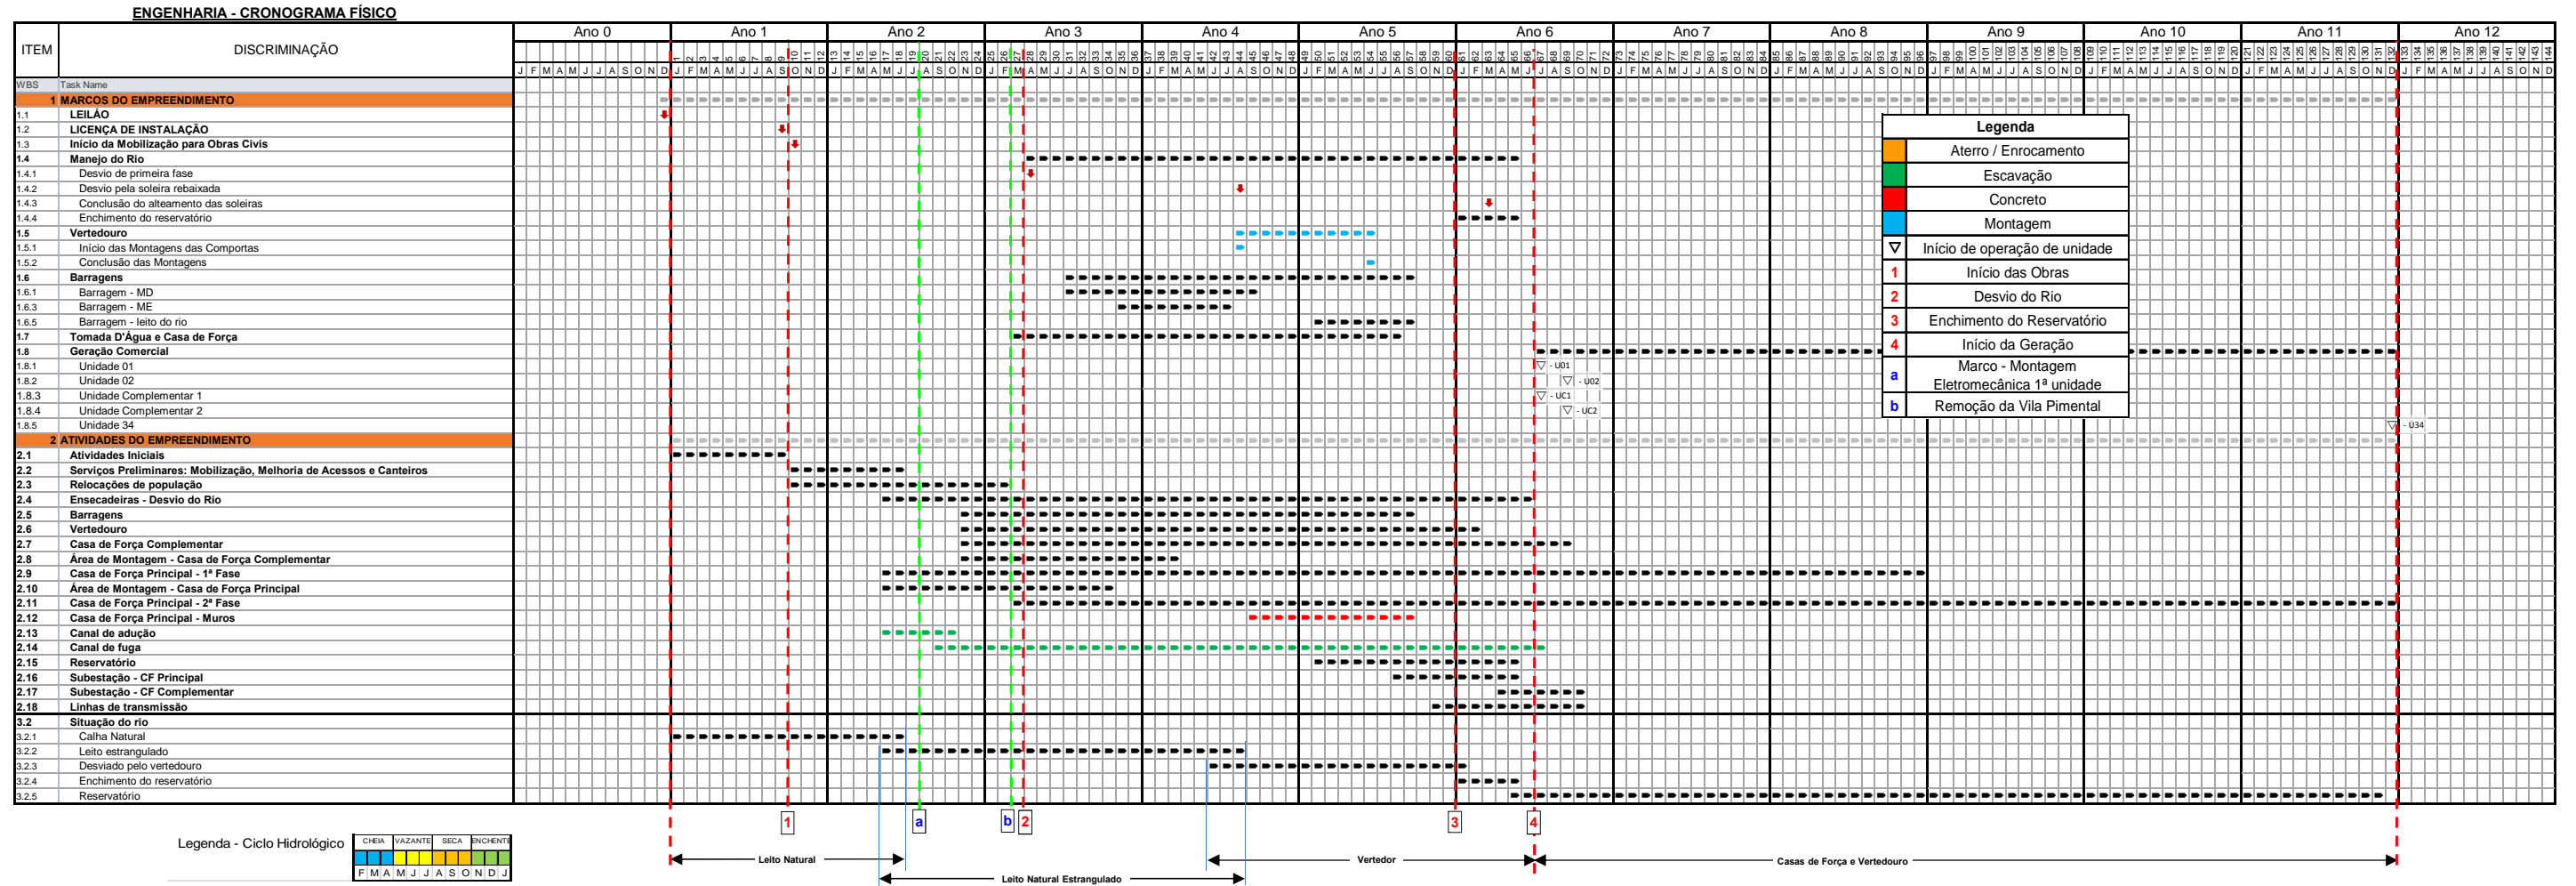 ENGENHARIA - CRONOGRAMA FÍSICO
ITEM DISCRIMINAÇÃO Ano 0 Ano 1 Ano 2 Ano 3 Ano 4 Ano 5 Ano 6 Ano 7 Ano 8 Ano 9 Ano 10 Ano 11 Ano 12
J F M A M J J A S O N D J F M A M J J A S O N D J F M A M J J A S O N D J F M A M J J A S O N D J F M A M J J A S O N D J F M A M J J A S O N D J F M A M J J A S O N D J F M A M J J A S O N D J F M A M J J A S O N D J F M A M J J A S O N D J F M A M J J A S O N D J F M A M J J A S O N D J F M A M J J A S O N D
WBS Task Name
1 MARCOS DO EMPREENDIMENTO
1.1 LEILÃO
1.2 LICENÇA DE INSTALAÇÃO
1.3 Início da Mobilização para Obras Civis
1.4 Manejo do Rio
1.4.1 Desvio de primeira fase
1.4.2 Desvio pela soleira rebaixada
1.4.3 Conclusão do alteamento das soleiras
1.4.4 Enchimento do reservatório
1.5 Vertedouro
1.5.1 Início das Montagens das Comportas
1.5.2 Conclusão das Montagens
1.6 Barragens
1.6.1 Barragem - MD
1.6.3 Barragem - ME
1.6.5 Barragem - leito do rio
1.7 Tomada D'Água e Casa de Força
1.8 Geração Comercial
1.8.1 Unidade 01 - U01
1.8.2 Unidade 02 - U02
1.8.3 Unidade Complementar 1 - UC1
1.8.4 Unidade Complementar 2 - UC2
1.8.5 Unidade 34 - U34
2 ATIVIDADES DO EMPREENDIMENTO
2.1 Atividades Iniciais
2.2 Serviços Preliminares: Mobilização, Melhoria de Acessos e Canteiros
2.3 Relocações de população
2.4 Ensecadeiras - Desvio do Rio
2.5 Barragens
2.6 Vertedouro
2.7 Casa de Força Complementar
2.8 Área de Montagem - Casa de Força Complementar
2.9 Casa de Força Principal - 1ª Fase
2.10 Área de Montagem - Casa de Força Principal
2.11 Casa de Força Principal - 2ª Fase
2.12 Casa de Força Principal - Muros
2.13 Canal de adução
2.14 Canal de fuga
2.15 Reservatório
2.16 Subestação - CF Principal
2.17 Subestação - CF Complementar
2.18 Linhas de transmissão
3.2 Situação do rio
3.2.1 Calha Natural
3.2.2 Leito estrangulado
3.2.3 Desviado pelo vertedouro
3.2.4 Enchimento do reservatório
3.2.5 Reservatório
Legenda
Aterro / Enrocamento
Escavação
Concreto
Montagem
Início de operação de unidade
1 Início das Obras
2 Desvio do Rio
3 Enchimento do Reservatório
4 Início da Geração
a Marco - Montagem
Eletromecânica 1ª unidade
b Remoção da Vila Pimental
1 a b 2 3 4
Legenda - Ciclo Hidrológico
CHEIA VAZANTE SECA ENCHENTE
F M A M J J A S O N D J
Leito Natural
Vertedor
Casas de Força e Vertedouro
Leito Natural Estrangulado